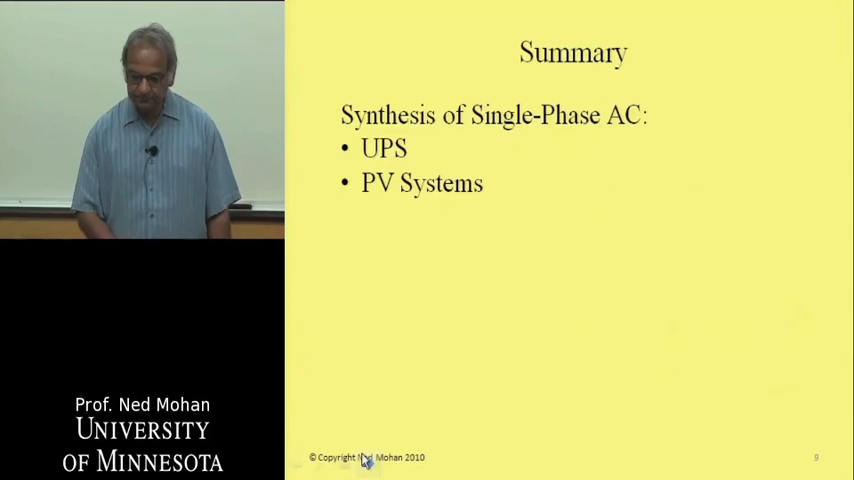 Summary
Synthesis of Single-Phase AC:
• UPS
• PV Systems
Prof. Ned Mohan
UNIVERSITY
OF MINNESOTA
© Copyright Ned Mohan 2010
9